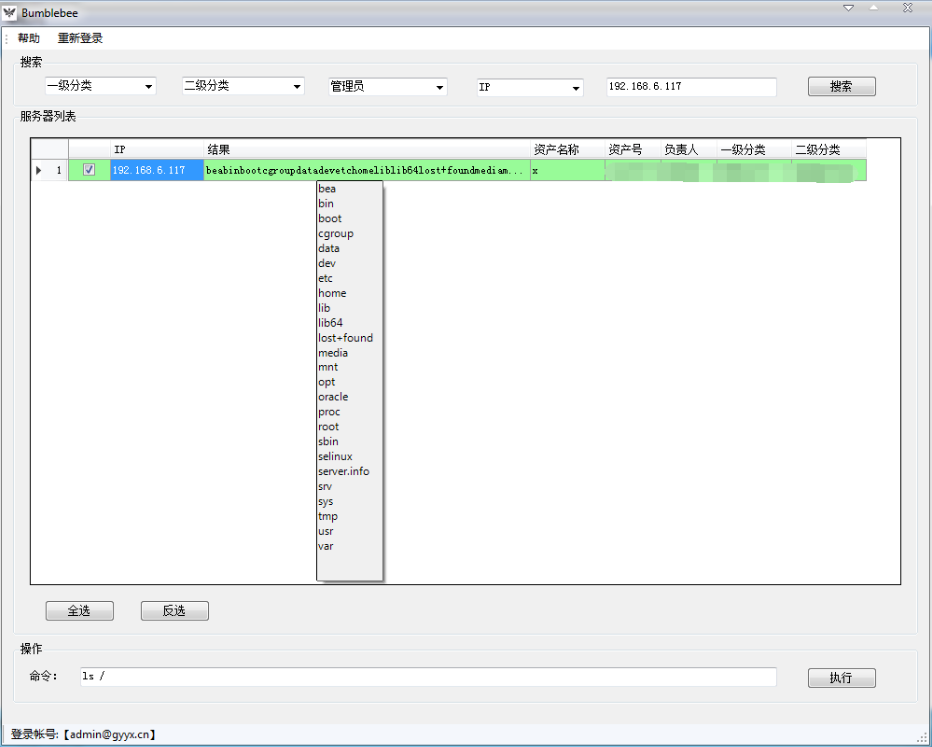 Bumblebee
帮助 重新登录
搜索
一级分类 二级分类 管理员 IP 192.168.6.117 搜索
服务器列表
IP 结果 资产名称 资产号 负责人 一级分类 二级分类
1 192.168.6.117 beabinbootcgroupdatadevetchomeliblib64lost+foundmediam... x
bea
bin
boot
cgroup
data
dev
etc
home
lib
lib64
lost+found
media
mnt
opt
oracle
proc
root
sbin
selinux
server.info
srv
sys
tmp
usr
var
全选 反选
操作
命令: ls / 执行
登录帐号:【admin@gyyx.cn】